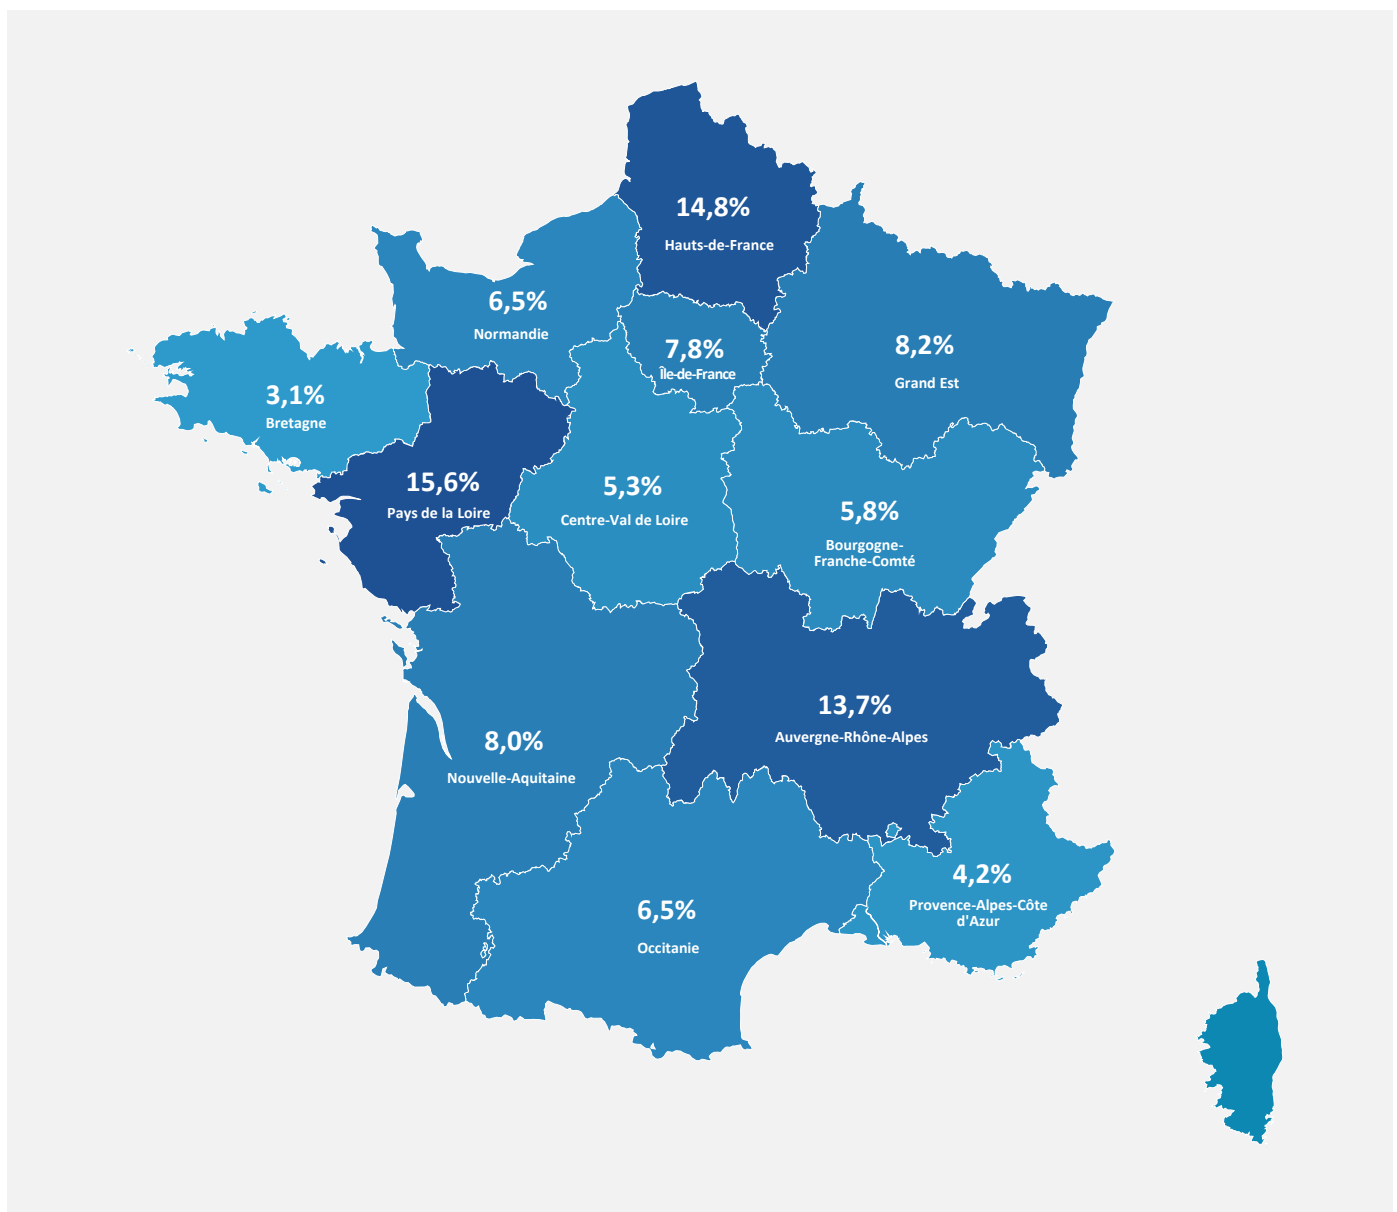 14,8%
Hauts-de-France
6,5%
Normandie
7,8%
Île-de-France
8,2%
Grand Est
3,1%
Bretagne
15,6%
Pays de la Loire
5,3%
Centre-Val de Loire
5,8%
Bourgogne-
Franche-Comté
13,7%
Auvergne-Rhône-Alpes
8,0%
Nouvelle-Aquitaine
4,2%
Provence-Alpes-Côte
d'Azur
6,5%
Occitanie